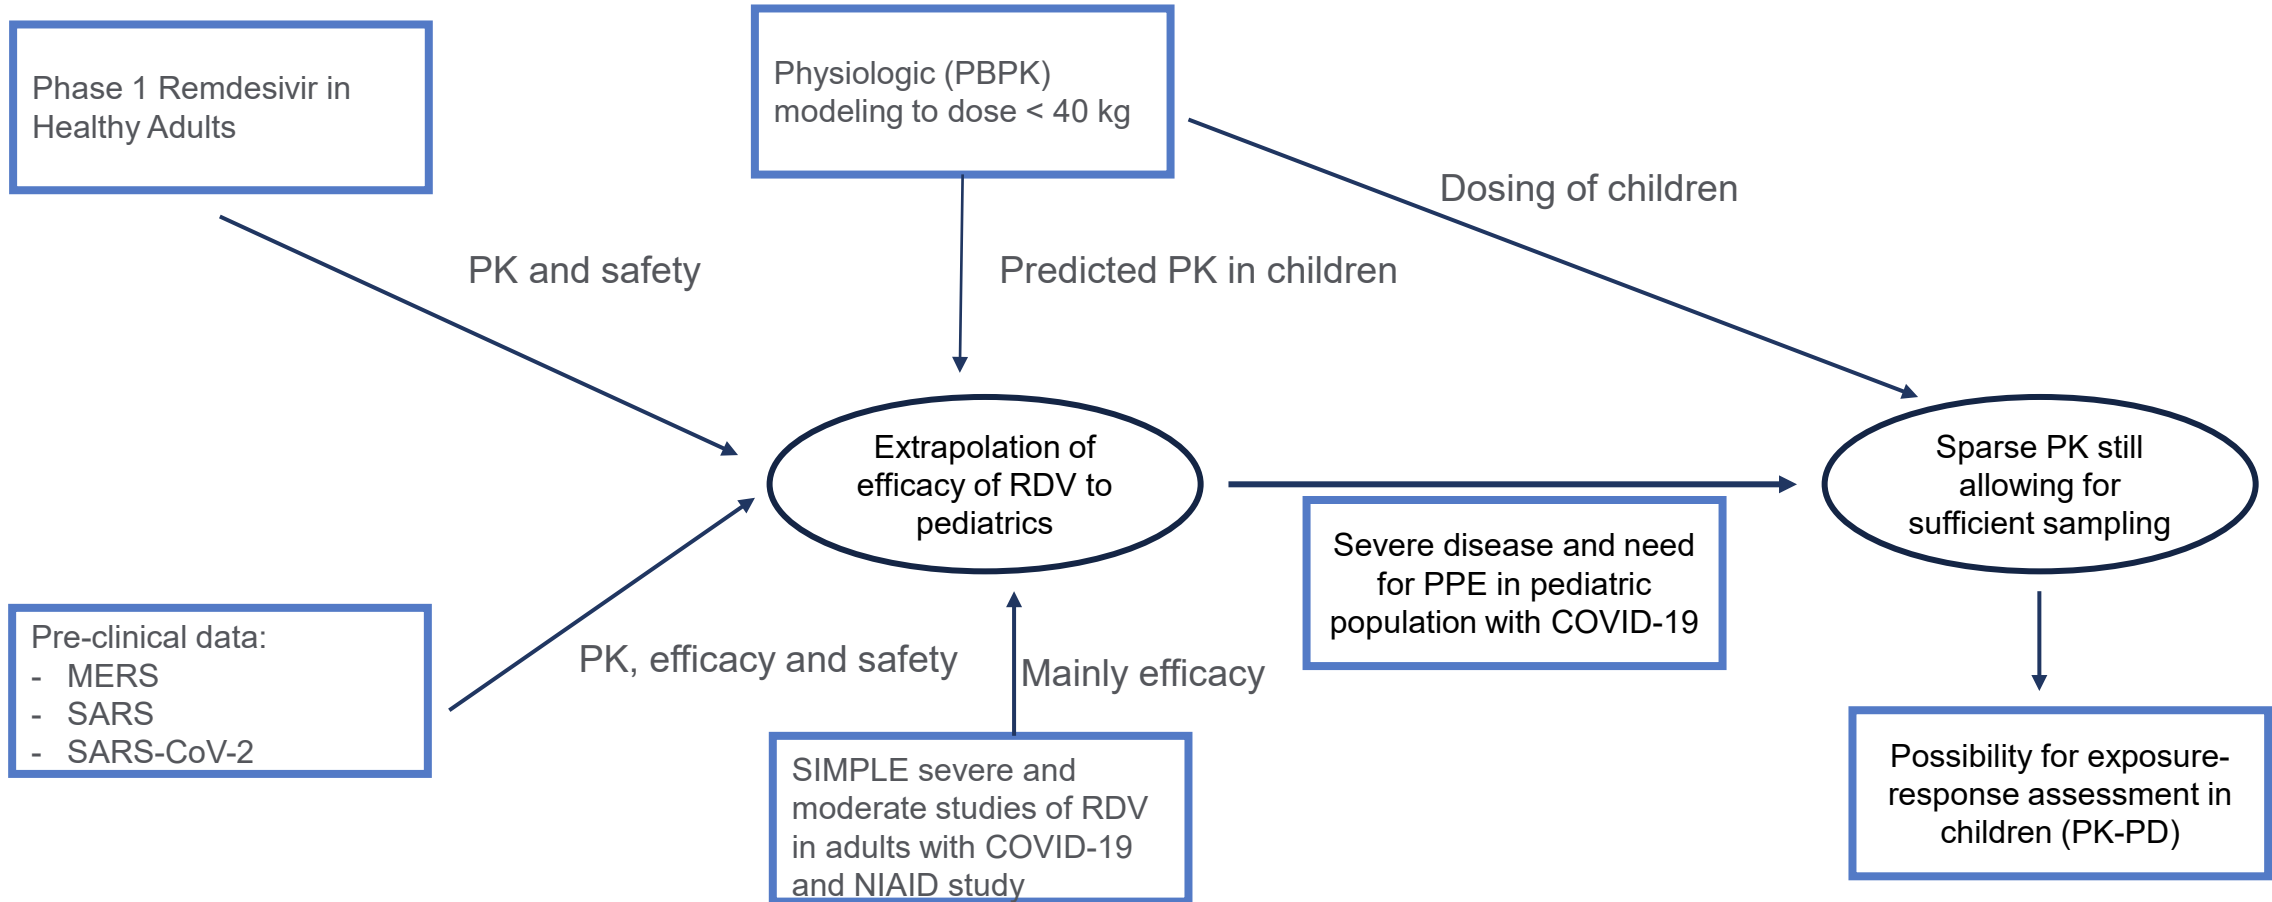 Phase 1 Remdesivir in
Healthy Adults
Physiologic (PBPK)
modeling to dose < 40 kg
Dosing of children
PK and safety
Predicted PK in children
Extrapolation of
efficacy of RDV to
pediatrics
Sparse PK still
allowing for
sufficient sampling
Severe disease and need
for PPE in pediatric
population with COVID-19
Pre-clinical data:
- MERS
- SARS
- SARS-CoV-2
PK, efficacy and safety
Mainly efficacy
SIMPLE severe and
moderate studies of RDV
in adults with COVID-19
and NIAID study
Possibility for exposure-
response assessment in
children (PK-PD)